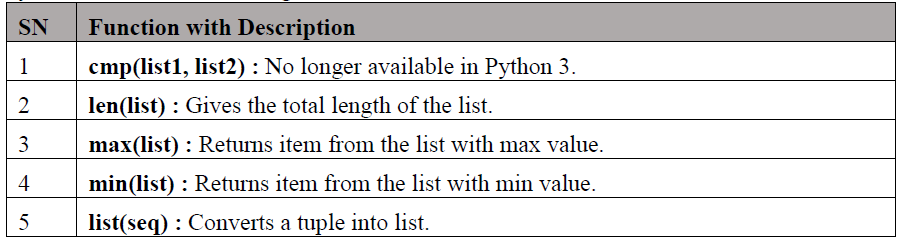 SN Function with Description
1 cmp(list1, list2) : No longer available in Python 3.
2 len(list) : Gives the total length of the list.
3 max(list) : Returns item from the list with max value.
4 min(list) : Returns item from the list with min value.
5 list(seq) : Converts a tuple into list.